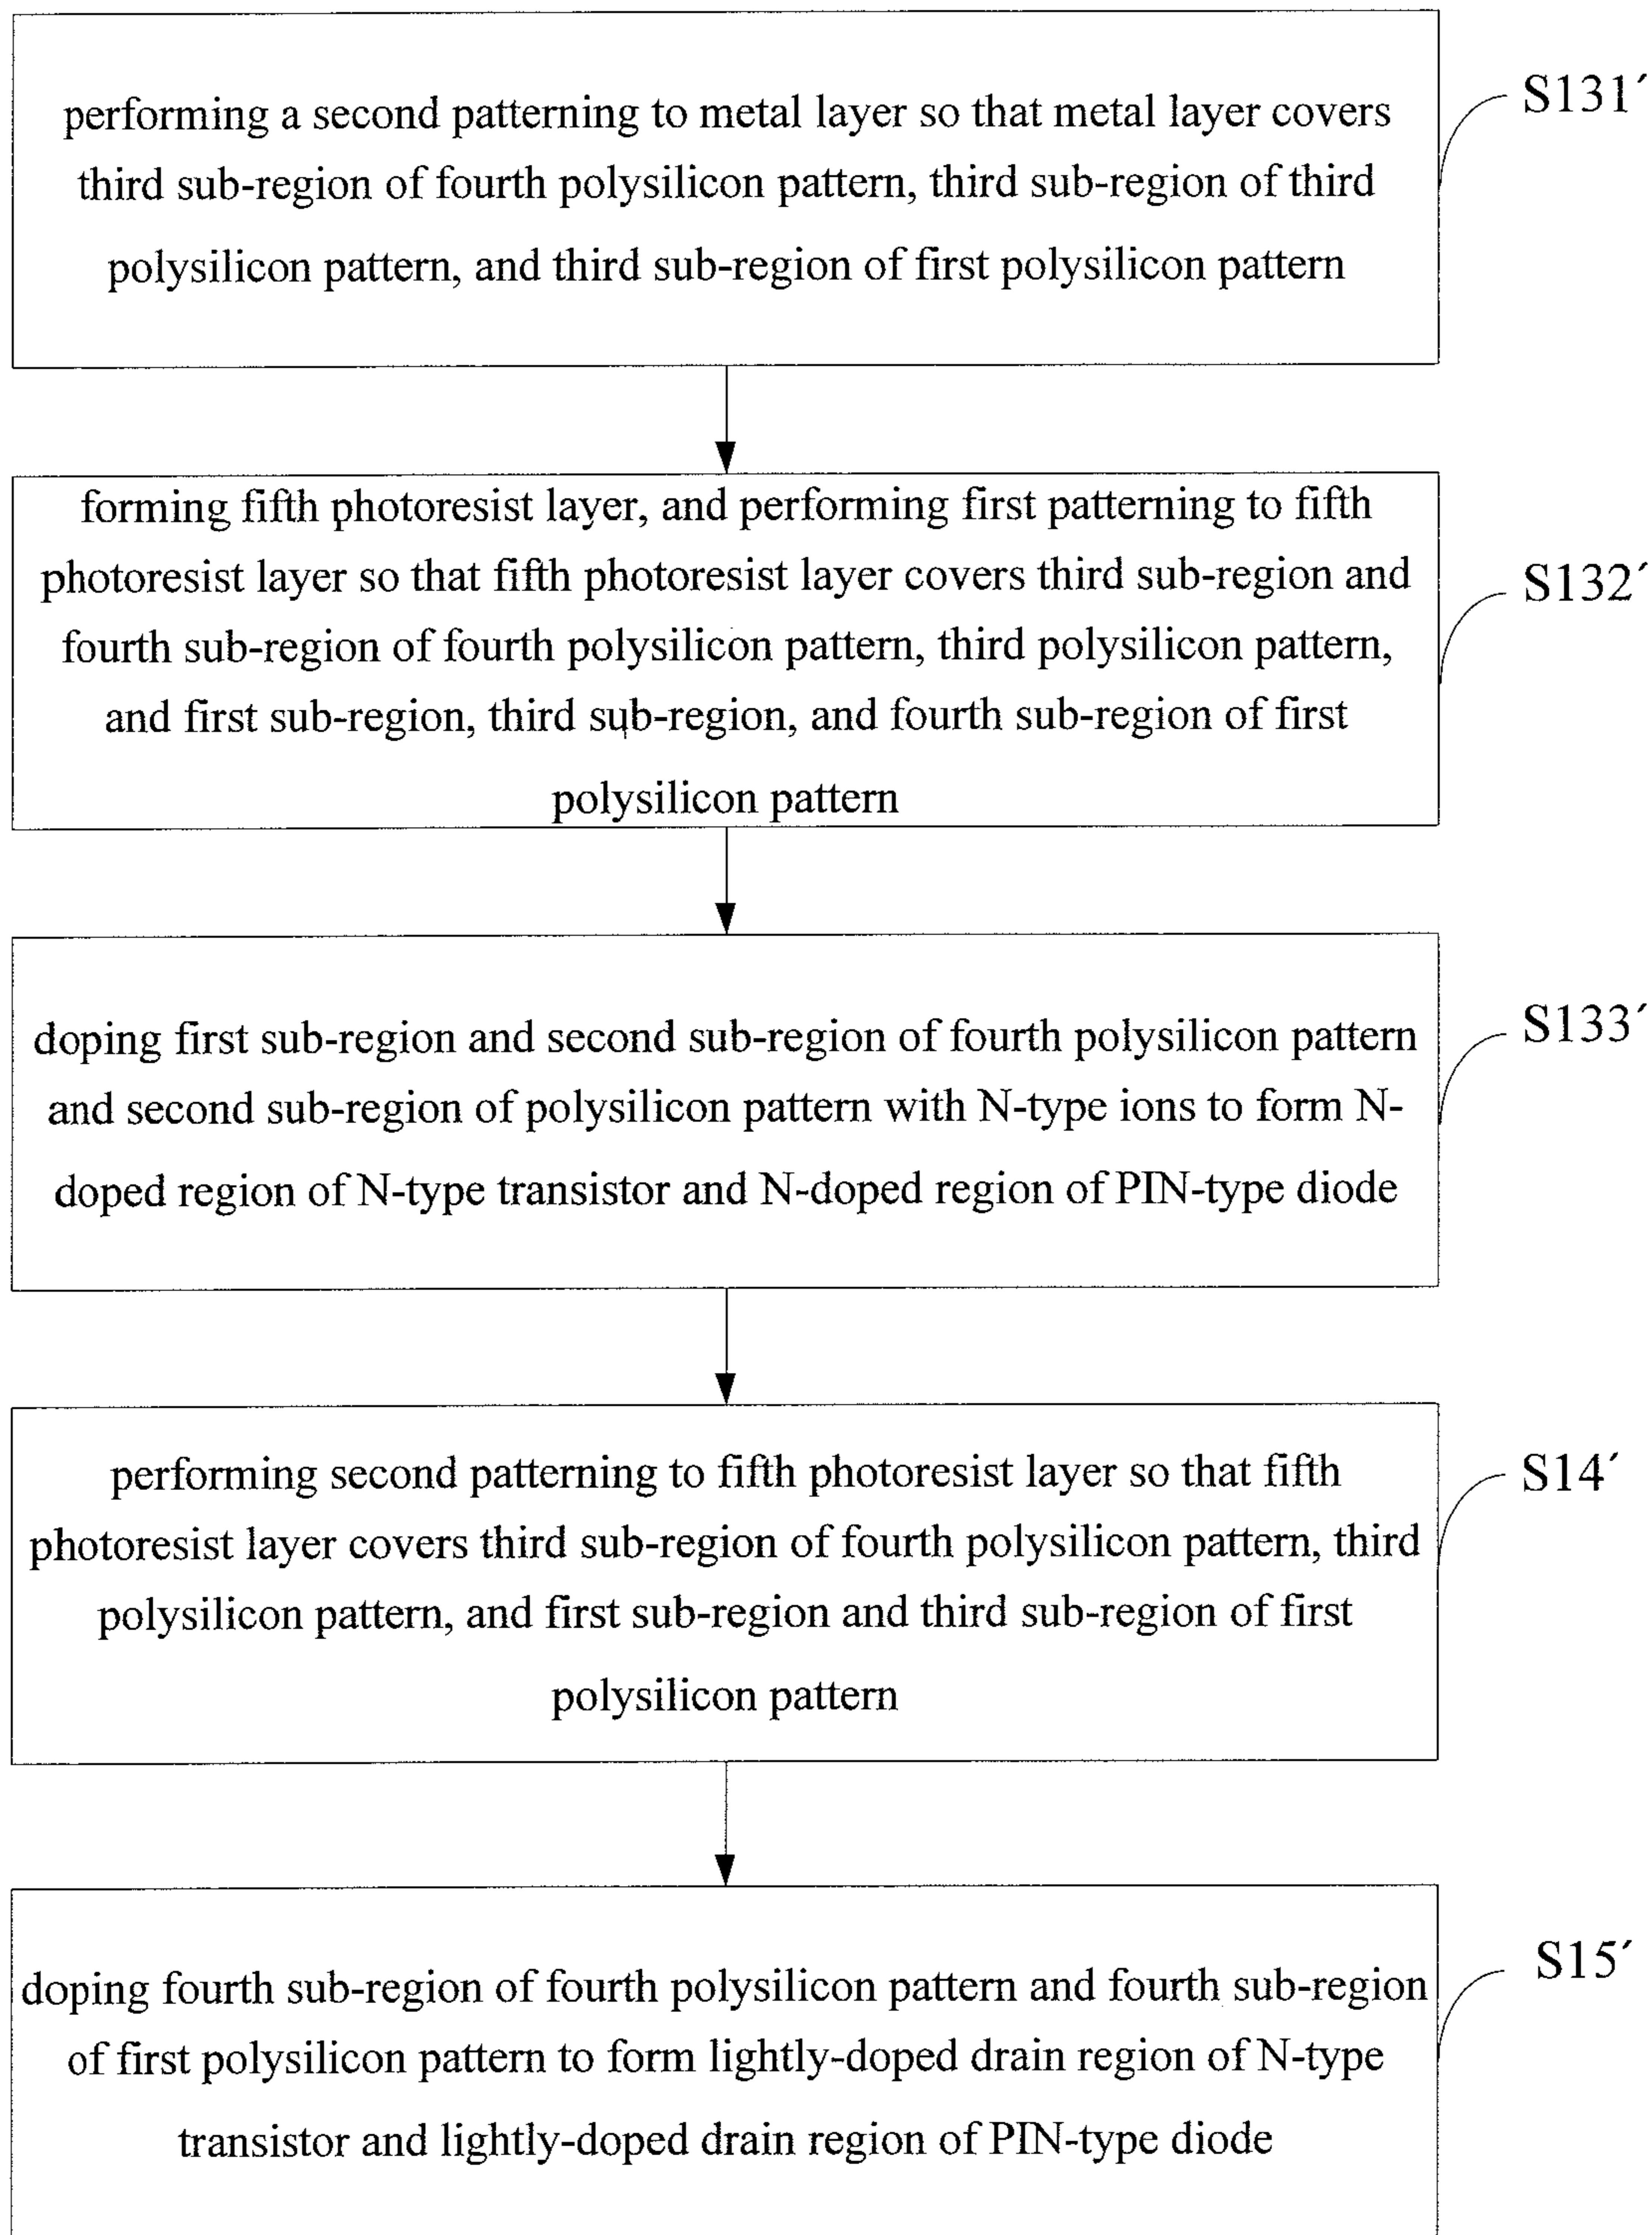 performing a second patterning to metal layer so that metal layer covers
third sub-region of fourth polysilicon pattern, third sub-region of third
polysilicon pattern, and third sub-region of first polysilicon pattern
S131´
forming fifth photoresist layer, and performing first patterning to fifth
photoresist layer so that fifth photoresist layer covers third sub-region and
fourth sub-region of fourth polysilicon pattern, third polysilicon pattern,
and first sub-region, third sub-region, and fourth sub-region of first
polysilicon pattern
S132´
doping first sub-region and second sub-region of fourth polysilicon pattern
and second sub-region of polysilicon pattern with N-type ions to form N-
doped region of N-type transistor and N-doped region of PIN-type diode
S133´
performing second patterning to fifth photoresist layer so that fifth
photoresist layer covers third sub-region of fourth polysilicon pattern, third
polysilicon pattern, and first sub-region and third sub-region of first
polysilicon pattern
S14´
doping fourth sub-region of fourth polysilicon pattern and fourth sub-region
of first polysilicon pattern to form lightly-doped drain region of N-type
transistor and lightly-doped drain region of PIN-type diode
S15´